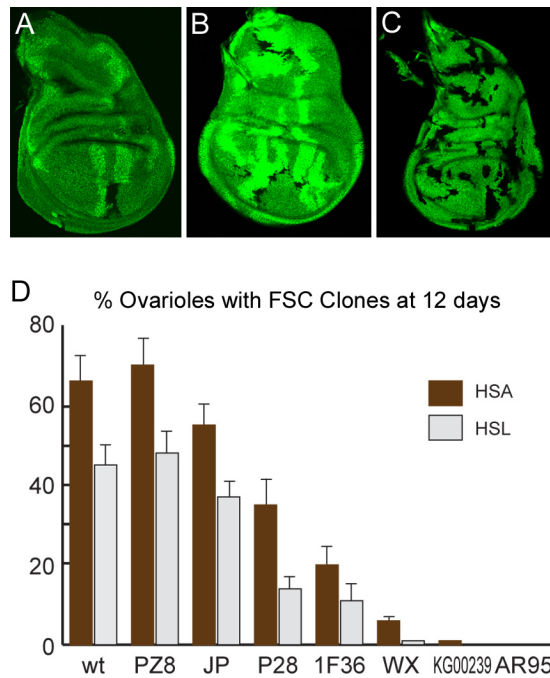 A B C
D
% Ovarioles with FSC Clones at 12 days
80
60
40
20
0
HSA
HSL
wt PZ8 JP P28 1F36 WX KG00239 AR95